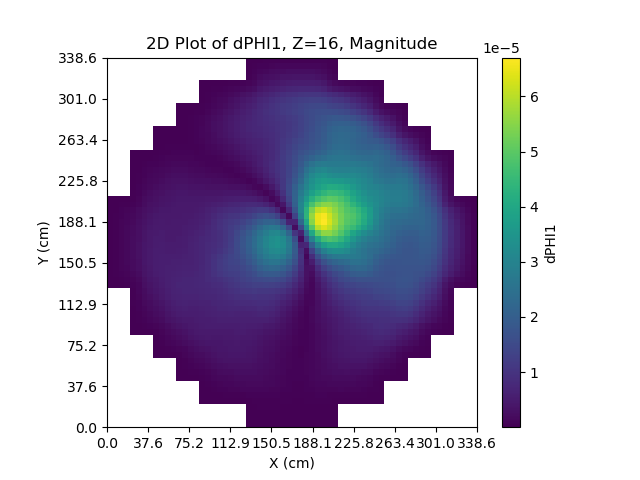 2D Plot of dPHI1, Z=16, Magnitude
1e−5
338.6
301.0
263.4
225.8
188.1
150.5
112.9
75.2
37.6
0.0
Y (cm)
0.0 37.6 75.2 112.9 150.5 188.1 225.8 263.4 301.0 338.6
X (cm)
6
5
4
3
2
1
dPHI1